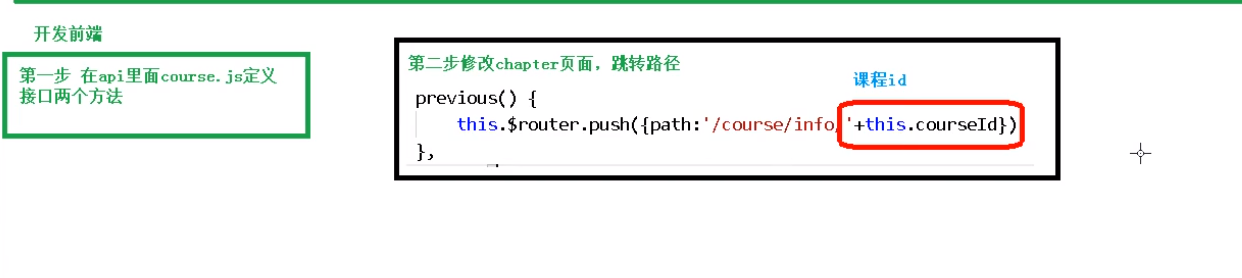 开发前端
第一步 在api里面course.js定义
接口两个方法
第二步修改chapter页面，跳转路径
课程id
previous() {
this.$router.push({path:'/course/info/'+this.courseId})
},